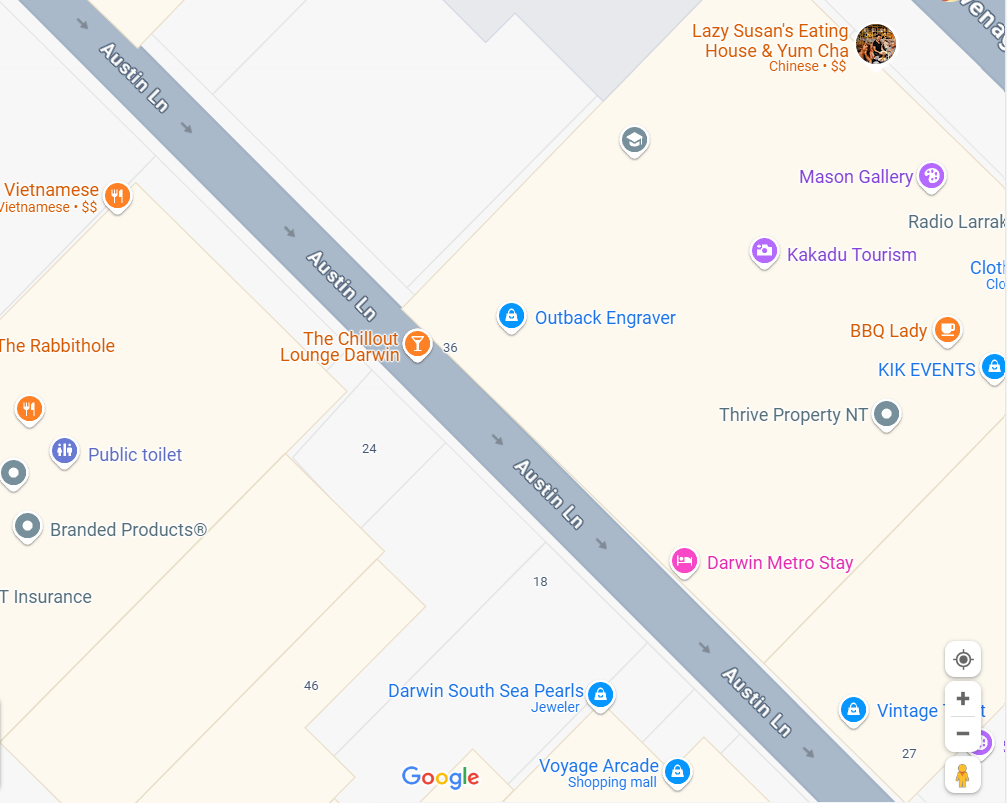 Lazy Susan's Eating
House & Yum Cha
Chinese • $$
Austin Ln
Mason Gallery
Vietnamese
Vietnamese • $$
Radio Larrak
Kakadu Tourism
Clot
Clo
Austin Ln
Outback Engraver
BBQ Lady
The Chillout
Lounge Darwin
36
The Rabbithole
KIK EVENTS
Thrive Property NT
24
Public toilet
Austin Ln
Branded Products®
Darwin Metro Stay
18
T Insurance
46
Darwin South Sea Pearls
Jeweler
Austin Ln
Vintage
27
Voyage Arcade
Shopping mall
Google